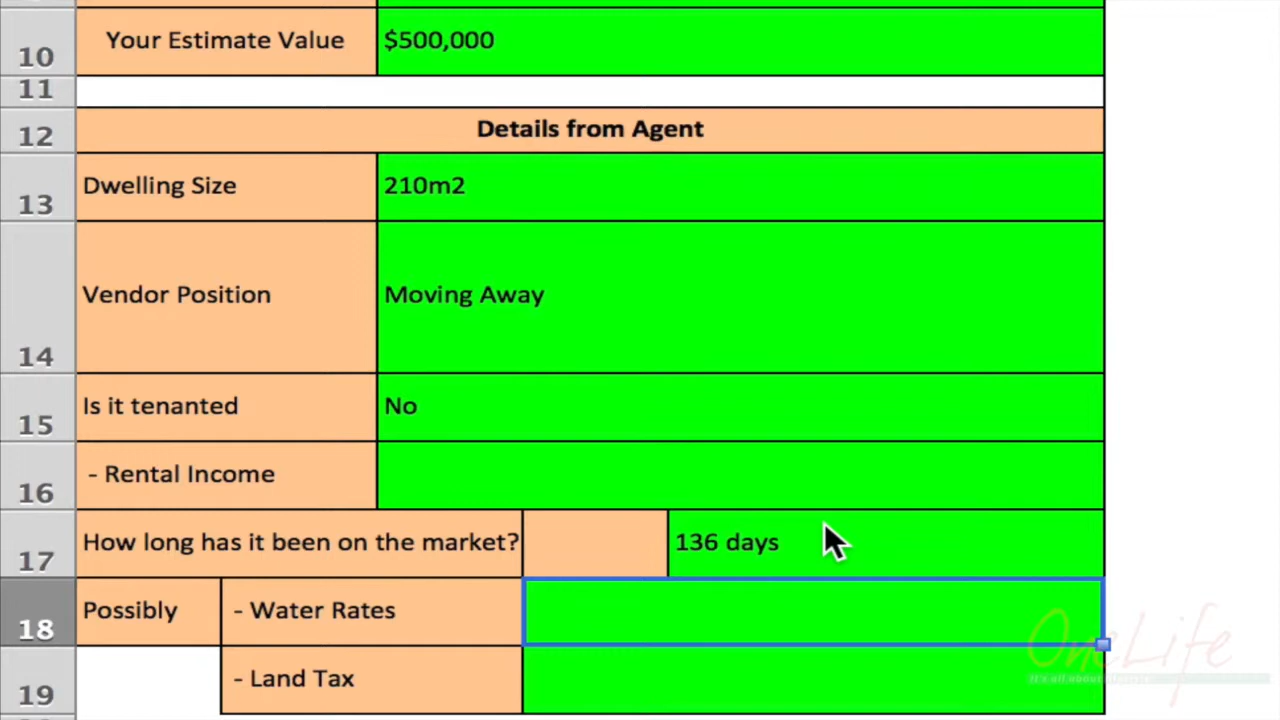 10 Your Estimate Value $500,000
11
12 Details from Agent
13 Dwelling Size 210m2
14 Vendor Position Moving Away
15 Is it tenanted No
16 - Rental Income
17 How long has it been on the market? 136 days
18 Possibly - Water Rates
19 - Land Tax
OneLife